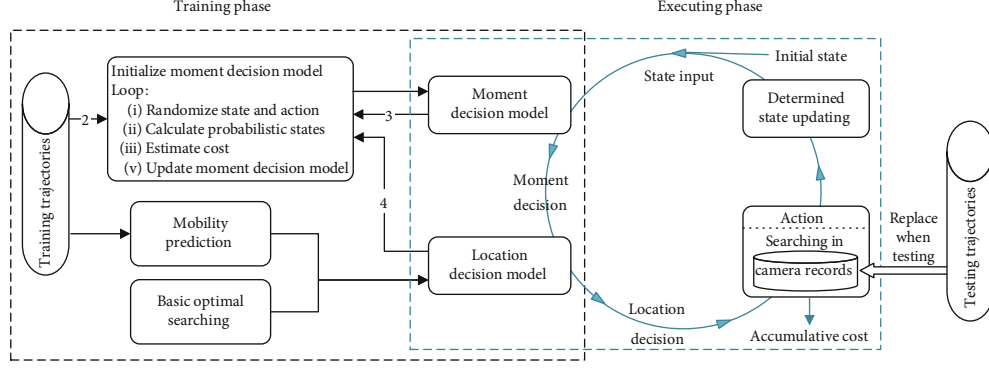 Training phase
Executing phase
Training trajectories
2
Initialize moment decision model
Loop:
(i) Randomize state and action
(ii) Calculate probabilistic states
(iii) Estimate cost
(v) Update moment decision model
3
4
Mobility
prediction
Basic optimal
searching
Moment
decision model
Location
decision model
Moment
decision
State input
Initial state
Determined
state updating
Location
decision
Action
Searching in
camera records
Accumulative cost
Replace
when
testing
Testing trajectories